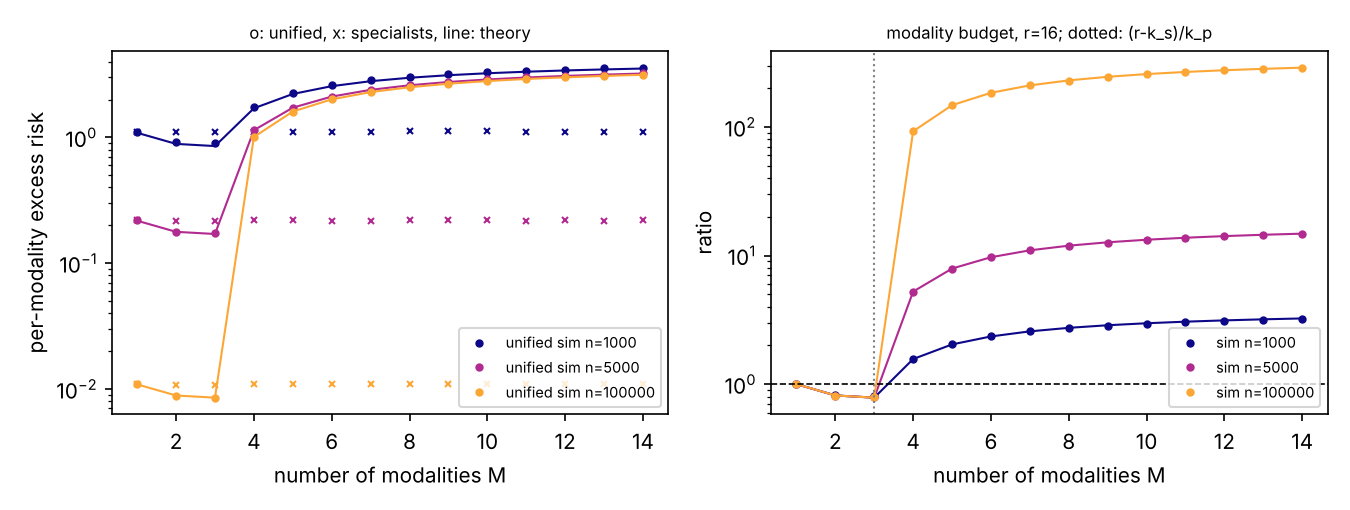 o: unified, x: specialists, line: theory
per-modality excess risk
10⁰
10⁻¹
10⁻²
unified sim n=1000
unified sim n=5000
unified sim n=100000
2 4 6 8 10 12 14
number of modalities M
modality budget, r=16; dotted: (r-k_s)/k_p
ratio
10²
10¹
10⁰
sim n=1000
sim n=5000
sim n=100000
2 4 6 8 10 12 14
number of modalities M